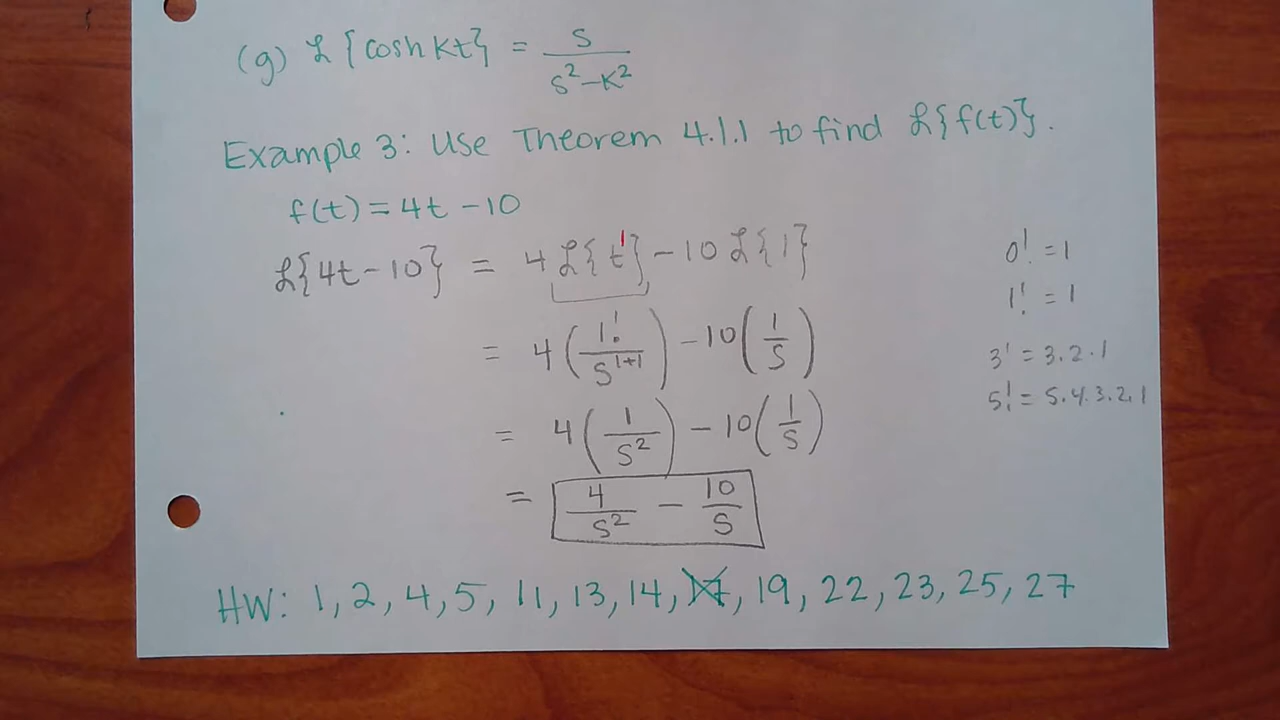 (g) ℒ{cosh kt} = s/(s²-k²)
Example 3: Use Theorem 4.1.1 to find ℒ{f(t)}.
f(t) = 4t - 10
ℒ{4t-10} = 4ℒ{t¹} - 10ℒ{1}
= 4(1!/s¹⁺¹) - 10(1/s)
= 4(1/s²) - 10(1/s)
= 4/s² - 10/s
0! = 1
1! = 1
3! = 3.2.1
5! = 5.4.3.2.1
HW: 1, 2, 4, 5, 11, 13, 14, , 19, 22, 23, 25, 27